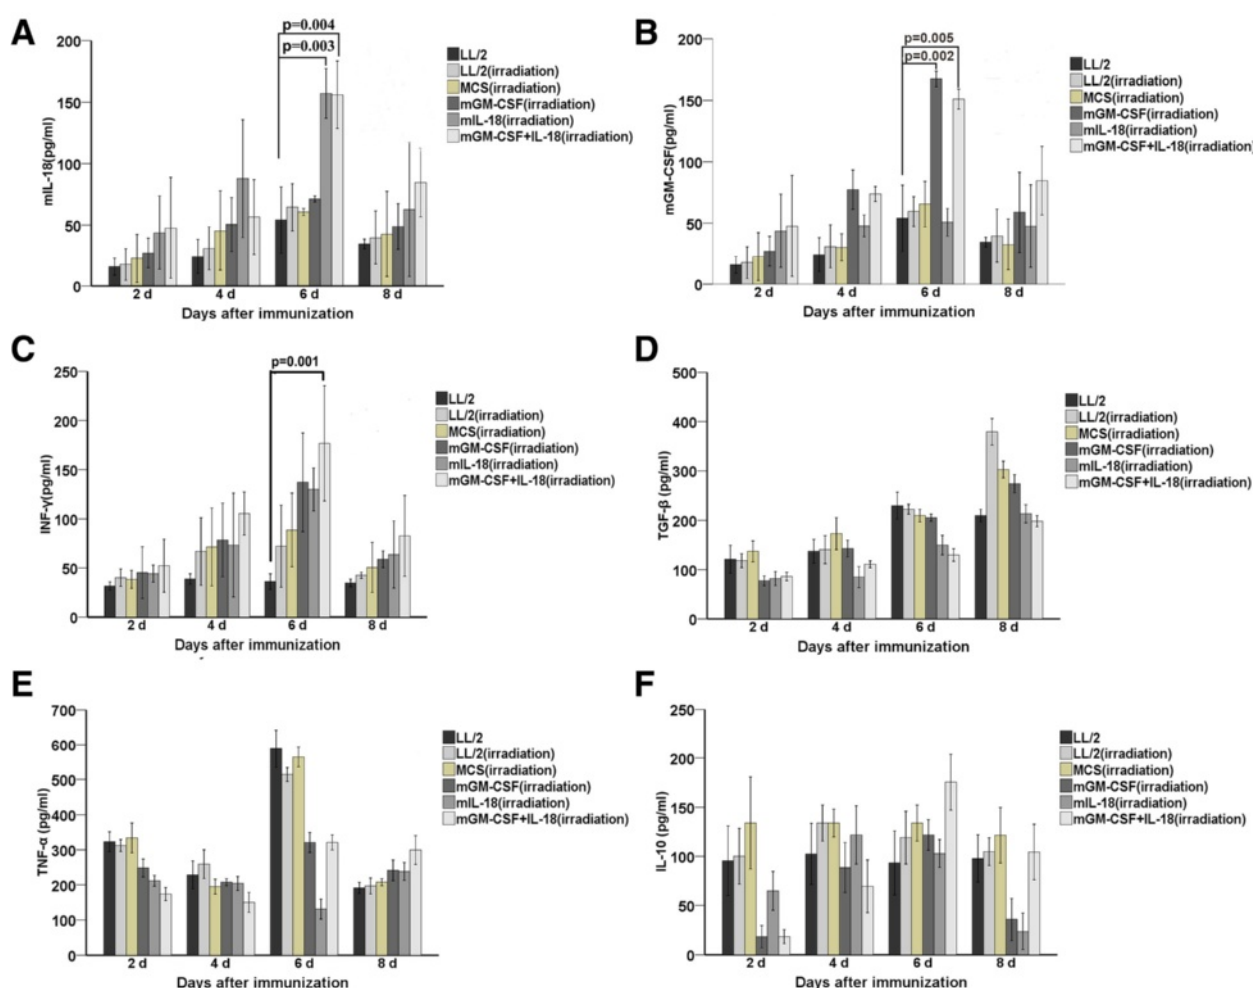 A
p=0.004
p=0.003
200
150
100
50
0
mIL-18(pg/ml)
2 d 4 d 6 d 8 d
Days after immunization
LL/2
LL/2(irradiation)
MCS(irradiation)
mGM-CSF(irradiation)
mIL-18(irradiation)
mGM-CSF+IL-18(irradiation)
B
p=0.005
p=0.002
200
150
100
50
0
mGM-CSF(pg/ml)
2 d 4 d 6 d 8 d
Days after immunization
LL/2
LL/2(irradiation)
MCS(irradiation)
mGM-CSF(irradiation)
mIL-18(irradiation)
mGM-CSF+IL-18(irradiation)
C
p=0.001
250
200
150
100
50
0
INF-γ(pg/ml)
2 d 4 d 6 d 8 d
Days after immunization
LL/2
LL/2(irradiation)
MCS(irradiation)
mGM-CSF(irradiation)
mIL-18(irradiation)
mGM-CSF+IL-18(irradiation)
D
500
400
300
200
100
0
TGF-β (pg/ml)
2 d 4 d 6 d 8 d
Days after immunization
LL/2
LL/2(irradiation)
MCS(irradiation)
mGM-CSF(irradiation)
mIL-18(irradiation)
mGM-CSF+IL-18(irradiation)
E
700
600
500
400
300
200
100
0
TNF-α (pg/ml)
2 d 4 d 6 d 8 d
Days after immunization
LL/2
LL/2(irradiation)
MCS(irradiation)
mGM-CSF(irradiation)
mIL-18(irradiation)
mGM-CSF+IL-18(irradiation)
F
250
200
150
100
50
0
IL-10 (pg/ml)
2 d 4 d 6 d 8 d
Days after immunization
LL/2
LL/2(irradiation)
MCS(irradiation)
mGM-CSF(irradiation)
mIL-18(irradiation)
mGM-CSF+IL-18(irradiation)